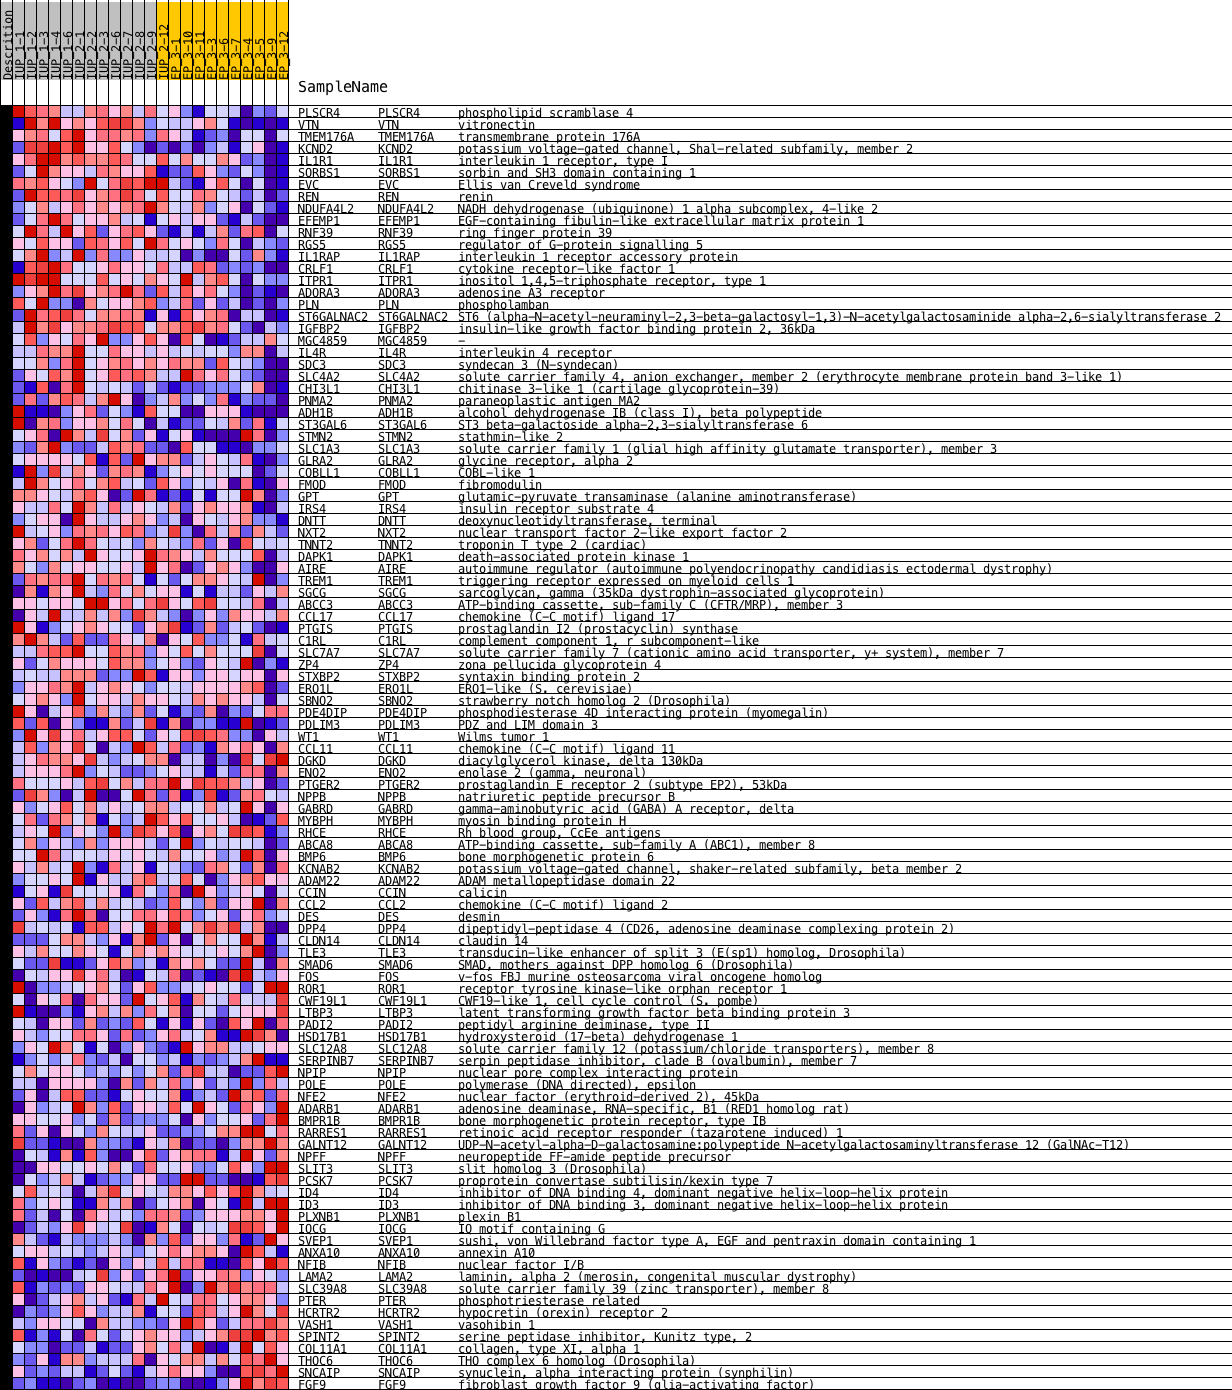 Descrition
IUP_1-1
IUP_1-2
IUP_1-3
IUP_1-4
IUP_1-6
IUP_2-1
IUP_2-2
IUP_2-3
IUP_2-6
IUP_2-7
IUP_2-8
IUP_2-9
IUP_2-12
EP_3-1
EP_3-10
EP_3-11
EP_3-3
EP_3-6
EP_3-7
EP_3-4
EP_3-5
EP_3-9
EP_3-12
SampleName
PLSCR4 PLSCR4 phospholipid scramblase 4
VTN VTN vitronectin
TMEM176A TMEM176A transmembrane protein 176A
KCND2 KCND2 potassium voltage-gated channel, Shal-related subfamily, member 2
IL1R1 IL1R1 interleukin 1 receptor, type I
SORBS1 SORBS1 sorbin and SH3 domain containing 1
EVC EVC Ellis van Creveld syndrome
REN REN renin
NDUFA4L2 NDUFA4L2 NADH dehydrogenase (ubiquinone) 1 alpha subcomplex, 4-like 2
EFEMP1 EFEMP1 EGF-containing fibulin-like extracellular matrix protein 1
RNF39 RNF39 ring finger protein 39
RGS5 RGS5 regulator of G-protein signalling 5
IL1RAP IL1RAP interleukin 1 receptor accessory protein
CRLF1 CRLF1 cytokine receptor-like factor 1
ITPR1 ITPR1 inositol 1,4,5-triphosphate receptor, type 1
ADORA3 ADORA3 adenosine A3 receptor
PLN PLN phospholamban
ST6GALNAC2 ST6GALNAC2 ST6 (alpha-N-acetyl-neuraminyl-2,3-beta-galactosyl-1,3)-N-acetylgalactosaminide alpha-2,6-sialyltransferase 2
IGFBP2 IGFBP2 insulin-like growth factor binding protein 2, 36kDa
MGC4859 MGC4859 -
IL4R IL4R interleukin 4 receptor
SDC3 SDC3 syndecan 3 (N-syndecan)
SLC4A2 SLC4A2 solute carrier family 4, anion exchanger, member 2 (erythrocyte membrane protein band 3-like 1)
CHI3L1 CHI3L1 chitinase 3-like 1 (cartilage glycoprotein-39)
PNMA2 PNMA2 paraneoplastic antigen MA2
ADH1B ADH1B alcohol dehydrogenase IB (class I), beta polypeptide
ST3GAL6 ST3GAL6 ST3 beta-galactoside alpha-2,3-sialyltransferase 6
STMN2 STMN2 stathmin-like 2
SLC1A3 SLC1A3 solute carrier family 1 (glial high affinity glutamate transporter), member 3
GLRA2 GLRA2 glycine receptor, alpha 2
COBLL1 COBLL1 COBL-like 1
FMOD FMOD fibromodulin
GPT GPT glutamic-pyruvate transaminase (alanine aminotransferase)
IRS4 IRS4 insulin receptor substrate 4
DNTT DNTT deoxynucleotidyltransferase, terminal
NXT2 NXT2 nuclear transport factor 2-like export factor 2
TNNT2 TNNT2 troponin T type 2 (cardiac)
DAPK1 DAPK1 death-associated protein kinase 1
AIRE AIRE autoimmune regulator (autoimmune polyendocrinopathy candidiasis ectodermal dystrophy)
TREM1 TREM1 triggering receptor expressed on myeloid cells 1
SGCG SGCG sarcoglycan, gamma (35kDa dystrophin-associated glycoprotein)
ABCC3 ABCC3 ATP-binding cassette, sub-family C (CFTR/MRP), member 3
CCL17 CCL17 chemokine (C-C motif) ligand 17
PTGIS PTGIS prostaglandin I2 (prostacyclin) synthase
C1RL C1RL complement component 1, r subcomponent-like
SLC7A7 SLC7A7 solute carrier family 7 (cationic amino acid transporter, y+ system), member 7
ZP4 ZP4 zona pellucida glycoprotein 4
STXBP2 STXBP2 syntaxin binding protein 2
ERO1L ERO1L ERO1-like (S. cerevisiae)
SBNO2 SBNO2 strawberry notch homolog 2 (Drosophila)
PDE4DIP PDE4DIP phosphodiesterase 4D interacting protein (myomegalin)
PDLIM3 PDLIM3 PDZ and LIM domain 3
WT1 WT1 Wilms tumor 1
CCL11 CCL11 chemokine (C-C motif) ligand 11
DGKD DGKD diacylglycerol kinase, delta 130kDa
ENO2 ENO2 enolase 2 (gamma, neuronal)
PTGER2 PTGER2 prostaglandin E receptor 2 (subtype EP2), 53kDa
NPPB NPPB natriuretic peptide precursor B
GABRD GABRD gamma-aminobutyric acid (GABA) A receptor, delta
MYBPH MYBPH myosin binding protein H
RHCE RHCE Rh blood group, CcEe antigens
ABCA8 ABCA8 ATP-binding cassette, sub-family A (ABC1), member 8
BMP6 BMP6 bone morphogenetic protein 6
KCNAB2 KCNAB2 potassium voltage-gated channel, shaker-related subfamily, beta member 2
ADAM22 ADAM22 ADAM metallopeptidase domain 22
CCIN CCIN calicin
CCL2 CCL2 chemokine (C-C motif) ligand 2
DES DES desmin
DPP4 DPP4 dipeptidyl-peptidase 4 (CD26, adenosine deaminase complexing protein 2)
CLDN14 CLDN14 claudin 14
TLE3 TLE3 transducin-like enhancer of split 3 (E(sp1) homolog, Drosophila)
SMAD6 SMAD6 SMAD, mothers against DPP homolog 6 (Drosophila)
FOS FOS v-fos FBJ murine osteosarcoma viral oncogene homolog
ROR1 ROR1 receptor tyrosine kinase-like orphan receptor 1
CWF19L1 CWF19L1 CWF19-like 1, cell cycle control (S. pombe)
LTBP3 LTBP3 latent transforming growth factor beta binding protein 3
PADI2 PADI2 peptidyl arginine deiminase, type II
HSD17B1 HSD17B1 hydroxysteroid (17-beta) dehydrogenase 1
SLC12A8 SLC12A8 solute carrier family 12 (potassium/chloride transporters), member 8
SERPINB7 SERPINB7 serpin peptidase inhibitor, clade B (ovalbumin), member 7
NPIP NPIP nuclear pore complex interacting protein
POLE POLE polymerase (DNA directed), epsilon
NFE2 NFE2 nuclear factor (erythroid-derived 2), 45kDa
ADARB1 ADARB1 adenosine deaminase, RNA-specific, B1 (RED1 homolog rat)
BMPR1B BMPR1B bone morphogenetic protein receptor, type IB
RARRES1 RARRES1 retinoic acid receptor responder (tazarotene induced) 1
GALNT12 GALNT12 UDP-N-acetyl-alpha-D-galactosamine:polypeptide N-acetylgalactosaminyltransferase 12 (GalNAc-T12)
NPFF NPFF neuropeptide FF-amide peptide precursor
SLIT3 SLIT3 slit homolog 3 (Drosophila)
PCSK7 PCSK7 proprotein convertase subtilisin/kexin type 7
ID4 ID4 inhibitor of DNA binding 4, dominant negative helix-loop-helix protein
ID3 ID3 inhibitor of DNA binding 3, dominant negative helix-loop-helix protein
PLXNB1 PLXNB1 plexin B1
IQCG IQCG IQ motif containing G
SVEP1 SVEP1 sushi, von Willebrand factor type A, EGF and pentraxin domain containing 1
ANXA10 ANXA10 annexin A10
NFIB NFIB nuclear factor I/B
LAMA2 LAMA2 laminin, alpha 2 (merosin, congenital muscular dystrophy)
SLC39A8 SLC39A8 solute carrier family 39 (zinc transporter), member 8
PTER PTER phosphotriesterase related
HCRTR2 HCRTR2 hypocretin (orexin) receptor 2
VASH1 VASH1 vasohibin 1
SPINT2 SPINT2 serine peptidase inhibitor, Kunitz type, 2
COL11A1 COL11A1 collagen, type XI, alpha 1
THOC6 THOC6 THO complex 6 homolog (Drosophila)
SNCAIP SNCAIP synuclein, alpha interacting protein (synphilin)
FGF9 FGF9 fibroblast growth factor 9 (glia-activating factor)